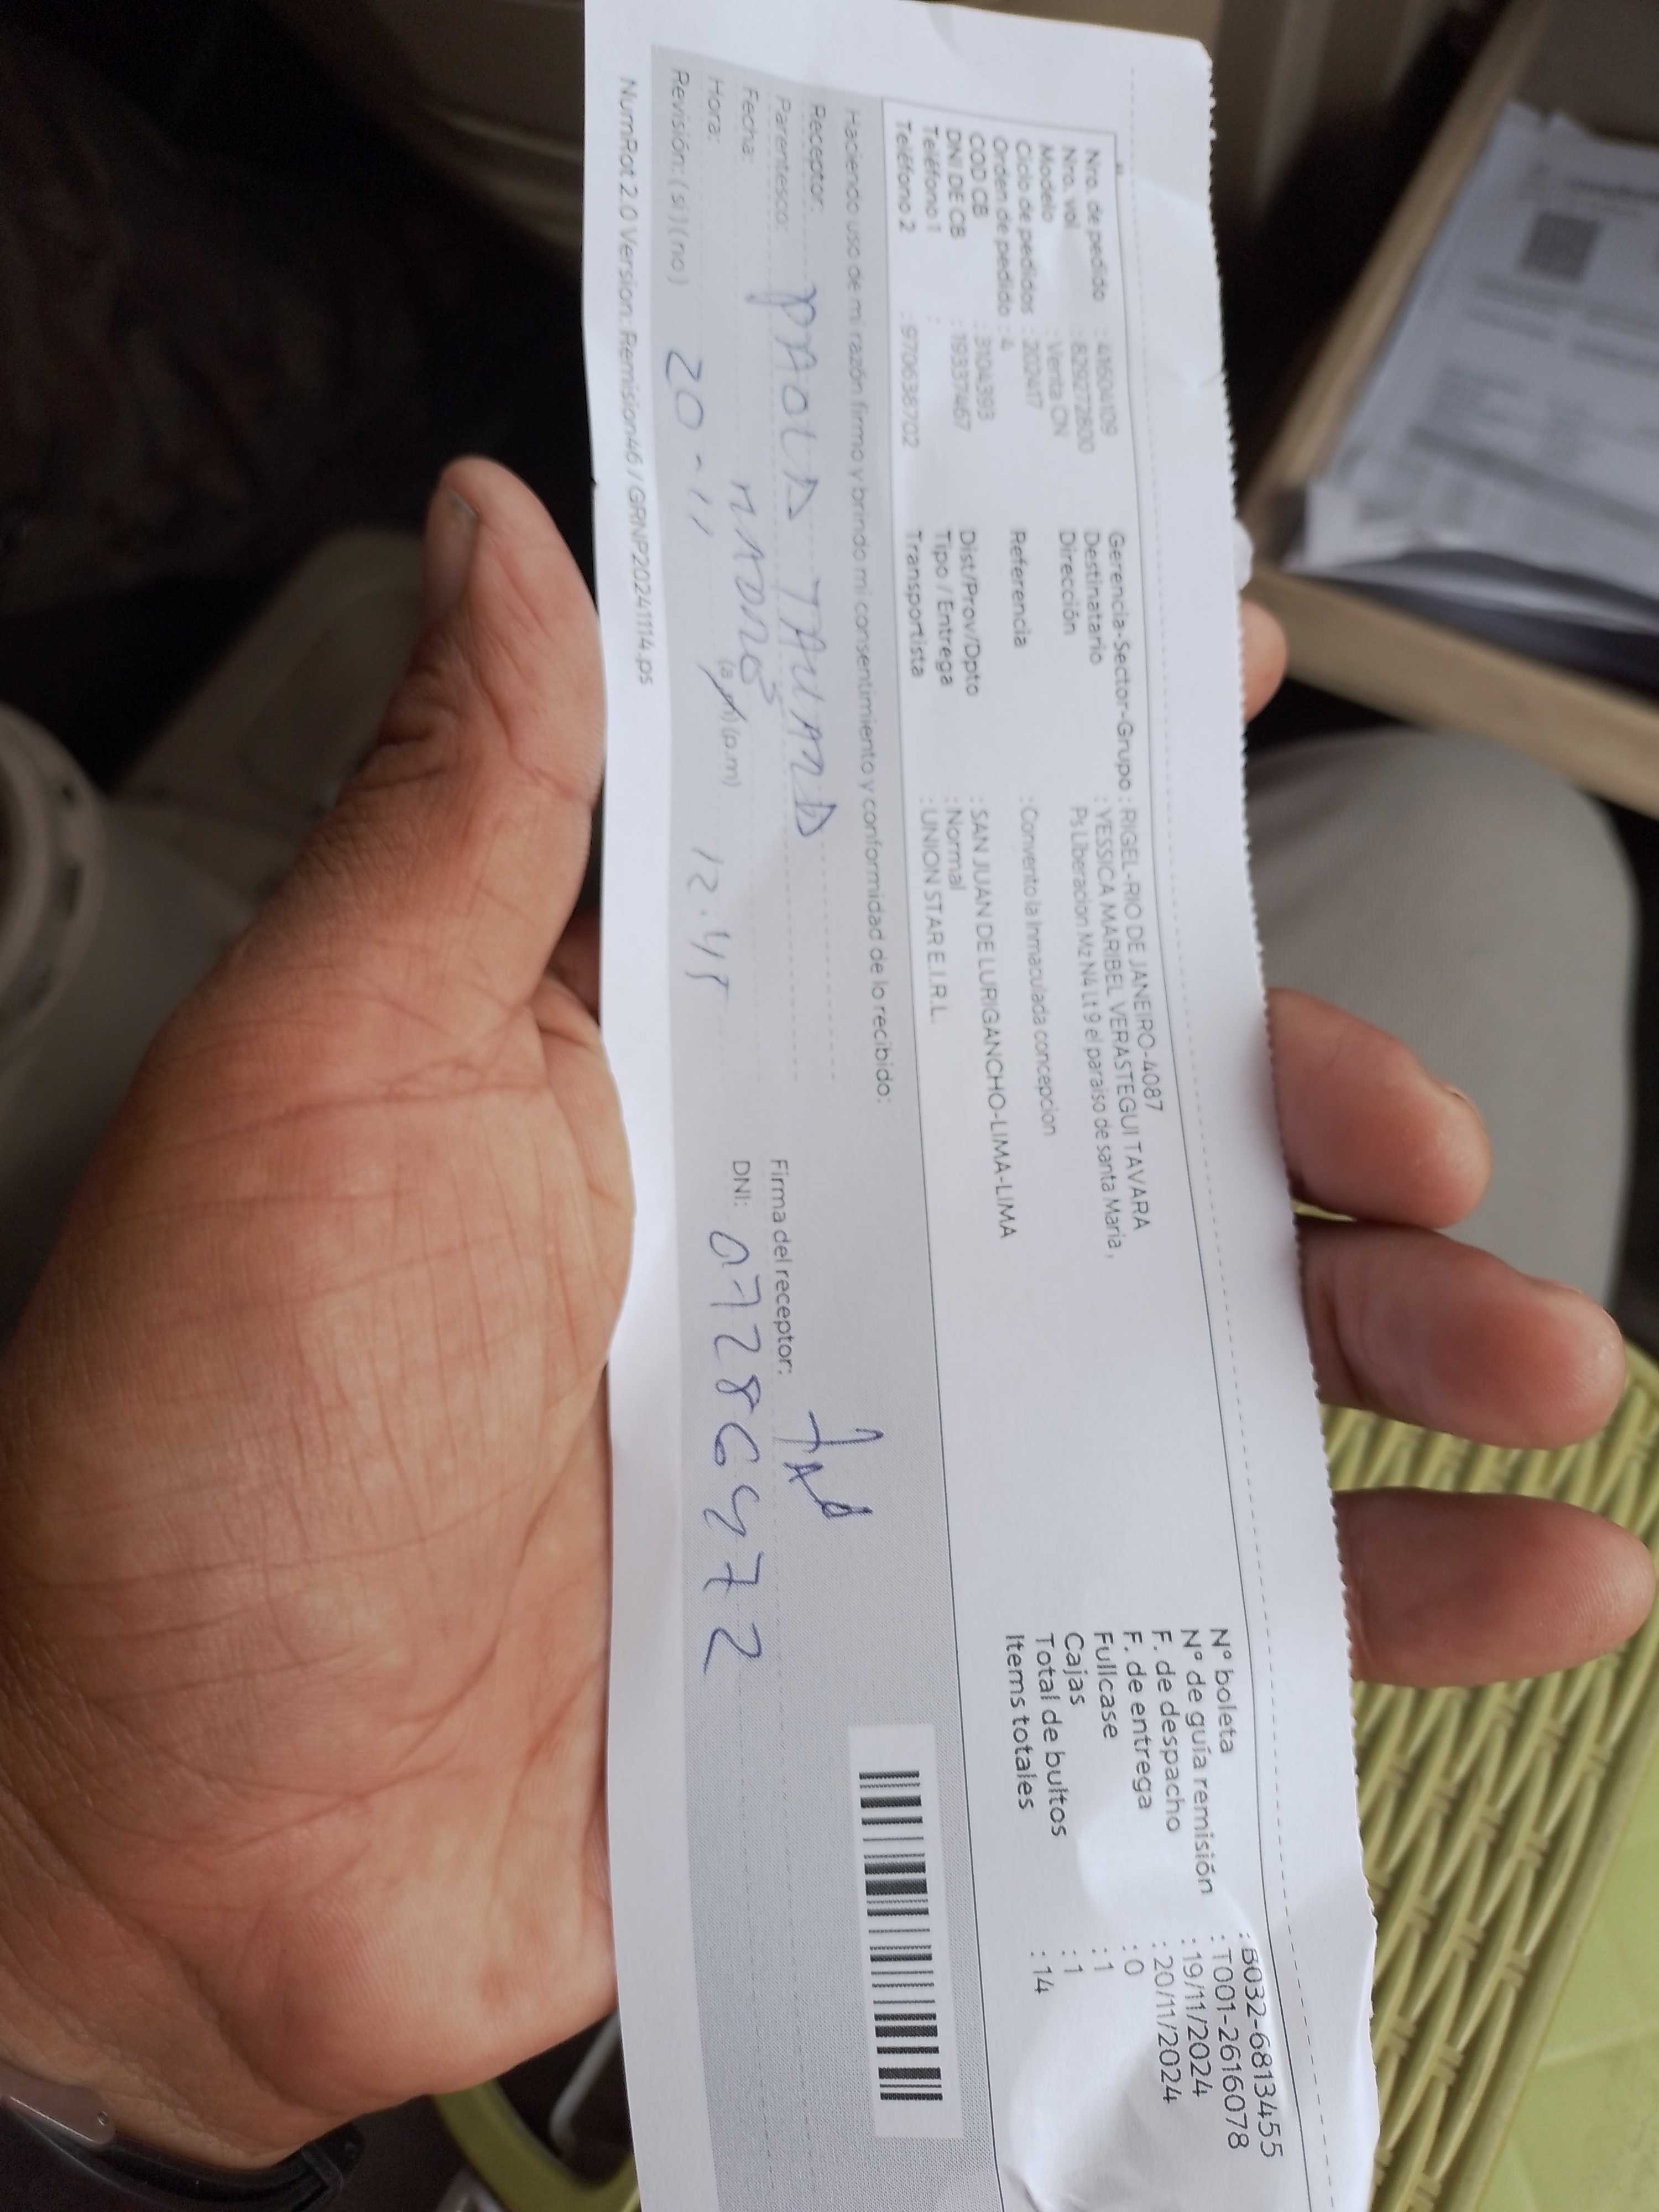 Nro. de pedido : 41604109
Nro. vol : 829272800
Modelo : Venta ON
Ciclo de pedidos : 202417
Orden de pedido : 4
COD CB : 31043393
DNI DE CB : 19337467
Teléfono 1 :
Teléfono 2 : 970638702
Gerencia-Sector-Grupo : RIGEL-RIO DE JANEIRO-4087
Destinatario : YESSICA MARIBEL VERASTEGUI TAVARA
Dirección Ps Liberacion Mz N4 Lt 9 el paraiso de santa Maria,
Referencia : Convento la Inmaculada concepcion
Dist/Prov/Dpto : SAN JUAN DE LURIGANCHO-LIMA-LIMA
Tipo / Entrega : Normal
Transportista : UNION STAR E.I.R.L.
N° boleta : B032-6813455
N° de guía remisión : T001-26116078
F. de despacho : 19/11/2024
F. de entrega : 20/11/2024
Fullcase : 0
Cajas : 1
Total de bultos : 1
Items totales : 14
Haciendo uso de mi razón firmo y brindo mi consentimiento y conformidad de lo recibido:
Receptor: PAOLA TAVARA
Parentesco:
Fecha: 20-11
Hora: (p.m)
Revisión: (si) (no)
Firma del receptor:
DNI:
NumRot 2.0 Version: Remision46 / GRNP20241114.ps